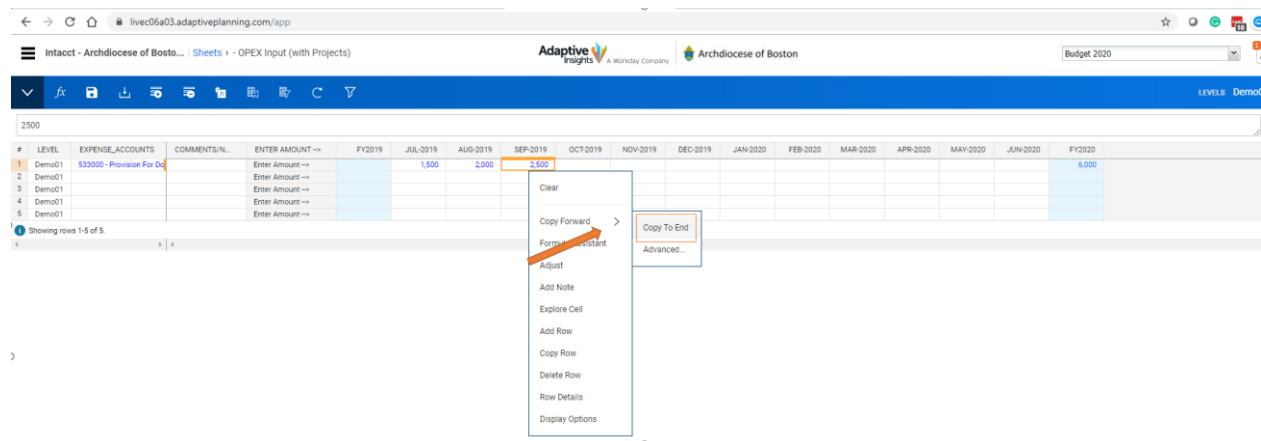 livec06a03.adaptiveplanning.com/app
10
Intacct - Archdiocese of Bosto... | Sheets › - OPEX Input (with Projects)
Adaptive Insights A Workday Company
Archdiocese of Boston
Budget 2020
1
fx
LEVELS Demo
2500
# LEVEL EXPENSE_ACCOUNTS COMMENTS/N... ENTER AMOUNT --> FY2019 JUL-2019 AUG-2019 SEP-2019 OCT-2019 NOV-2019 DEC-2019 JAN-2020 FEB-2020 MAR-2020 APR-2020 MAY-2020 JUN-2020 FY2020
1 Demo01 533000 - Provision For Do Enter Amount --> 1,500 2,000 2,500 6,000
2 Demo01 Enter Amount -->
3 Demo01 Enter Amount -->
4 Demo01 Enter Amount -->
5 Demo01 Enter Amount -->
Showing rows 1-5 of 5.
Clear
Copy Forward
Copy To End
Advanced...
Formula Assistant
Adjust
Add Note
Explore Cell
Add Row
Copy Row
Delete Row
Row Details
Display Options